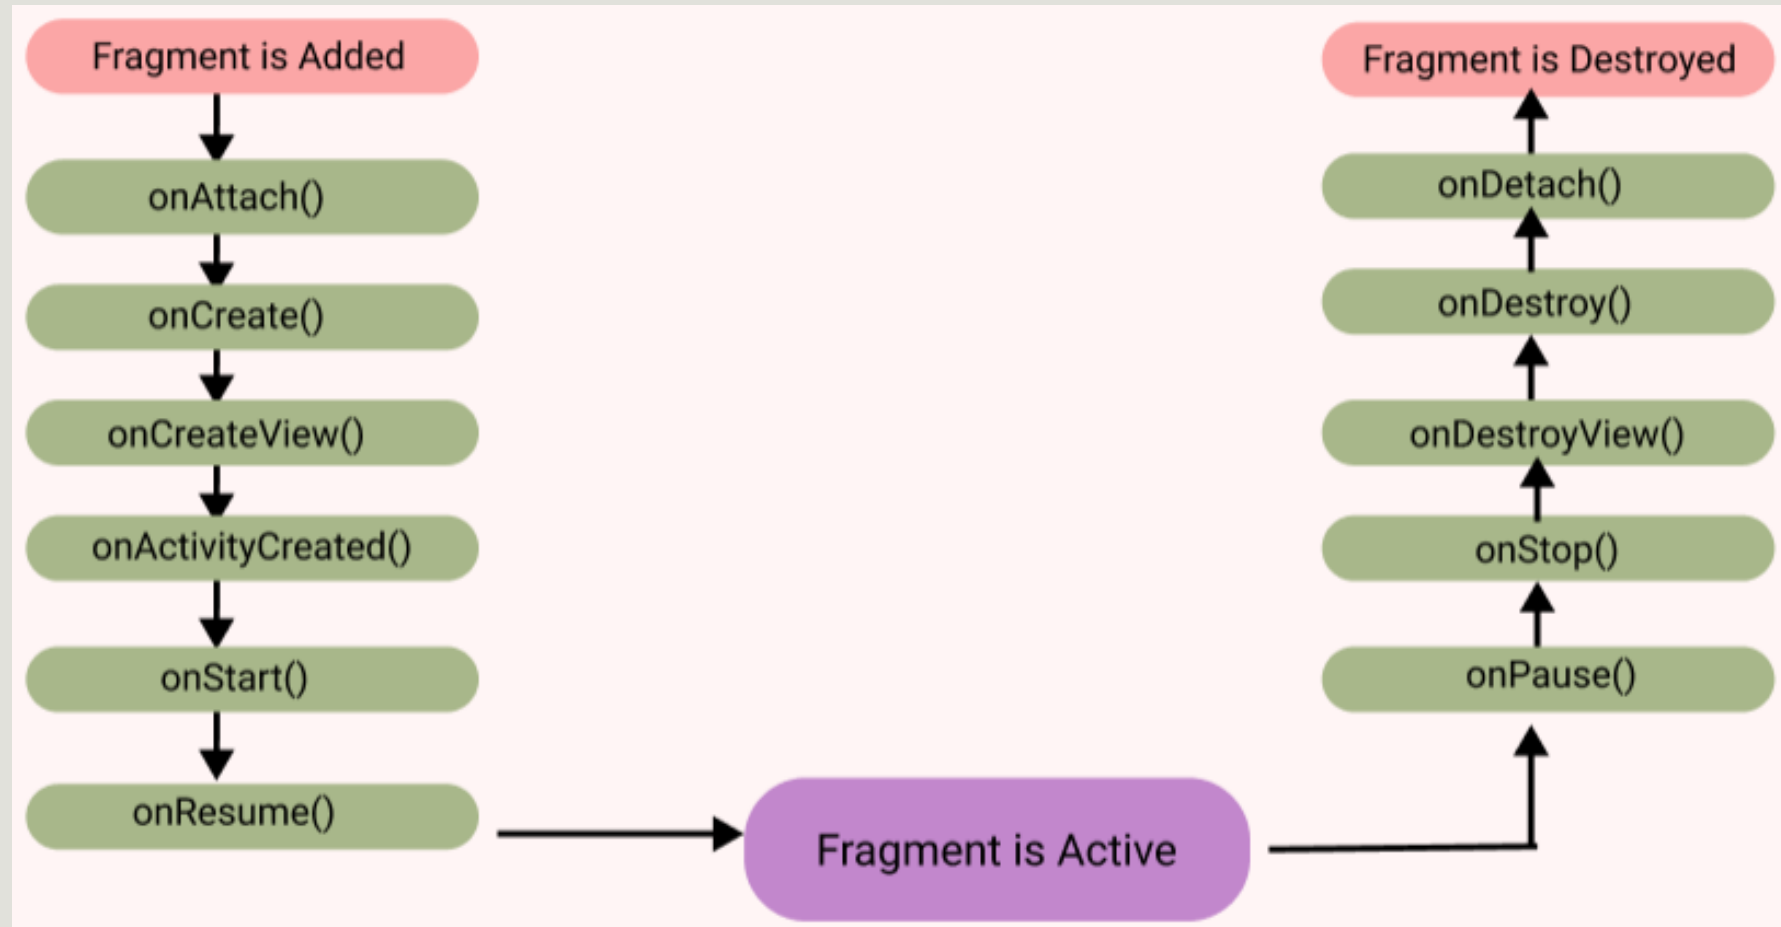 Fragment is Added
onAttach()
onCreate()
onCreateView()
onActivityCreated()
onStart()
onResume()
Fragment is Active
onPause()
onStop()
onDestroyView()
onDestroy()
onDetach()
Fragment is Destroyed